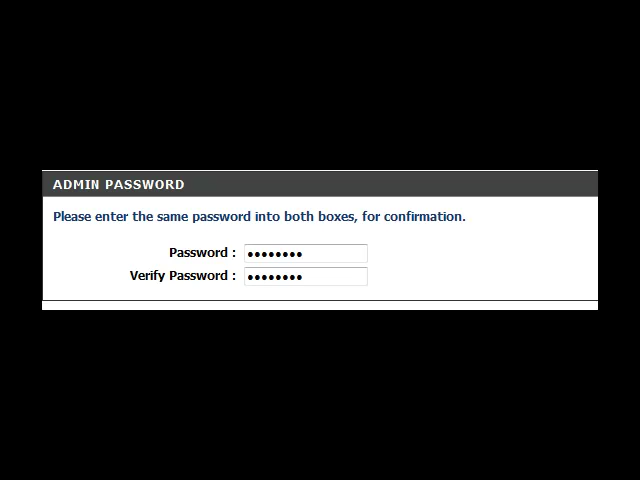 ADMIN PASSWORD
Please enter the same password into both boxes, for confirmation.
Password : ••••••••
Verify Password : ••••••••